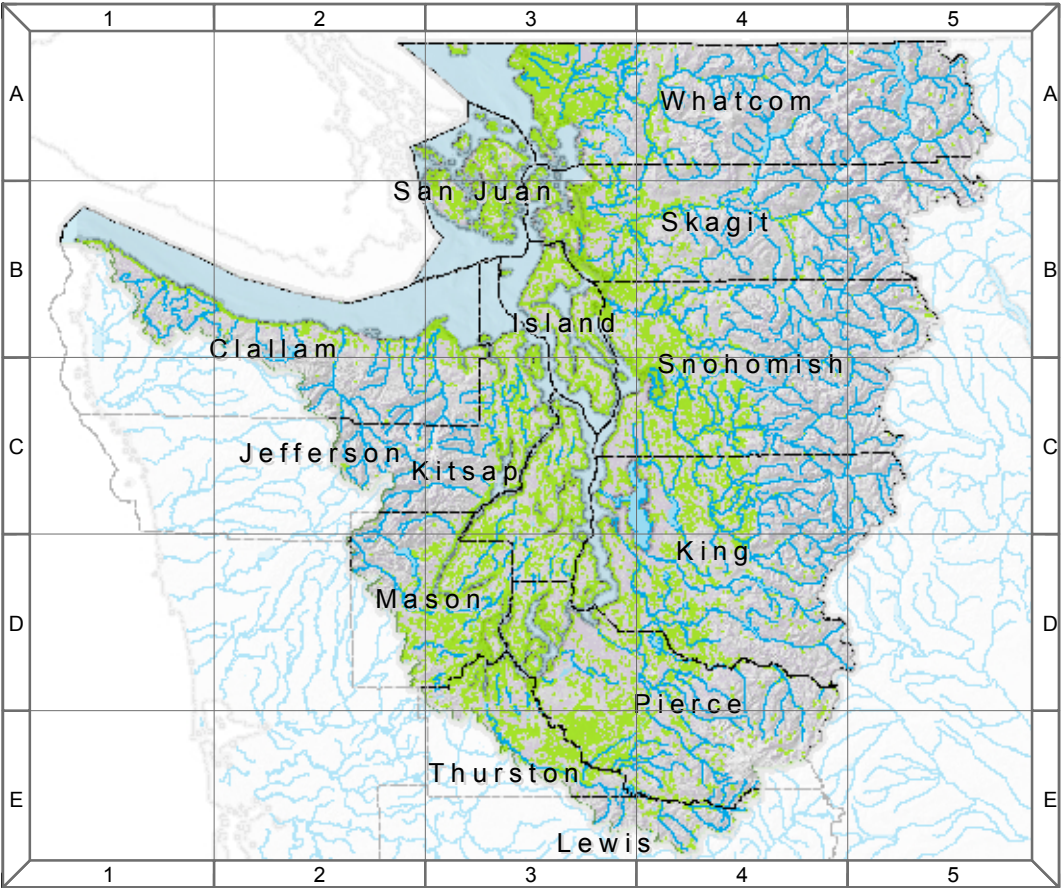 1 2 3 4 5
A Whatcom A
San Juan
Skagit
B B
Island
Clallam
Snohomish
C Jefferson C
Kitsap
King
Mason
D D
Pierce
Thurston
E E
Lewis
1 2 3 4 5